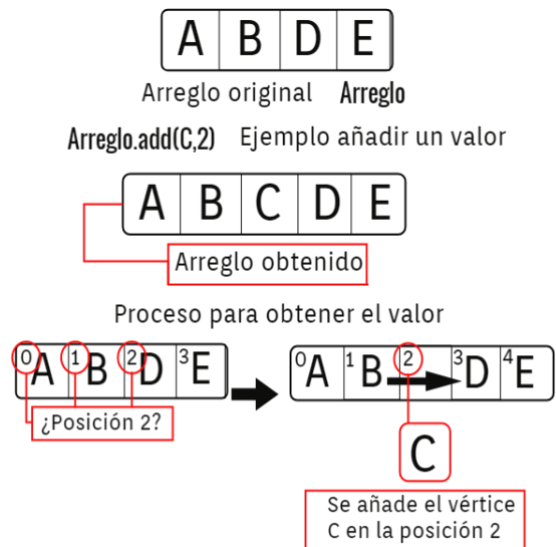 A B D E
Arreglo original Arreglo
Arreglo.add(C,2) Ejemplo añadir un valor
A B C D E
Arreglo obtenido
Proceso para obtener el valor
0 A 1 B 2 D 3 E
0 A 1 B 2 3 D 4 E
¿Posición 2?
C
Se añade el vértice
C en la posición 2